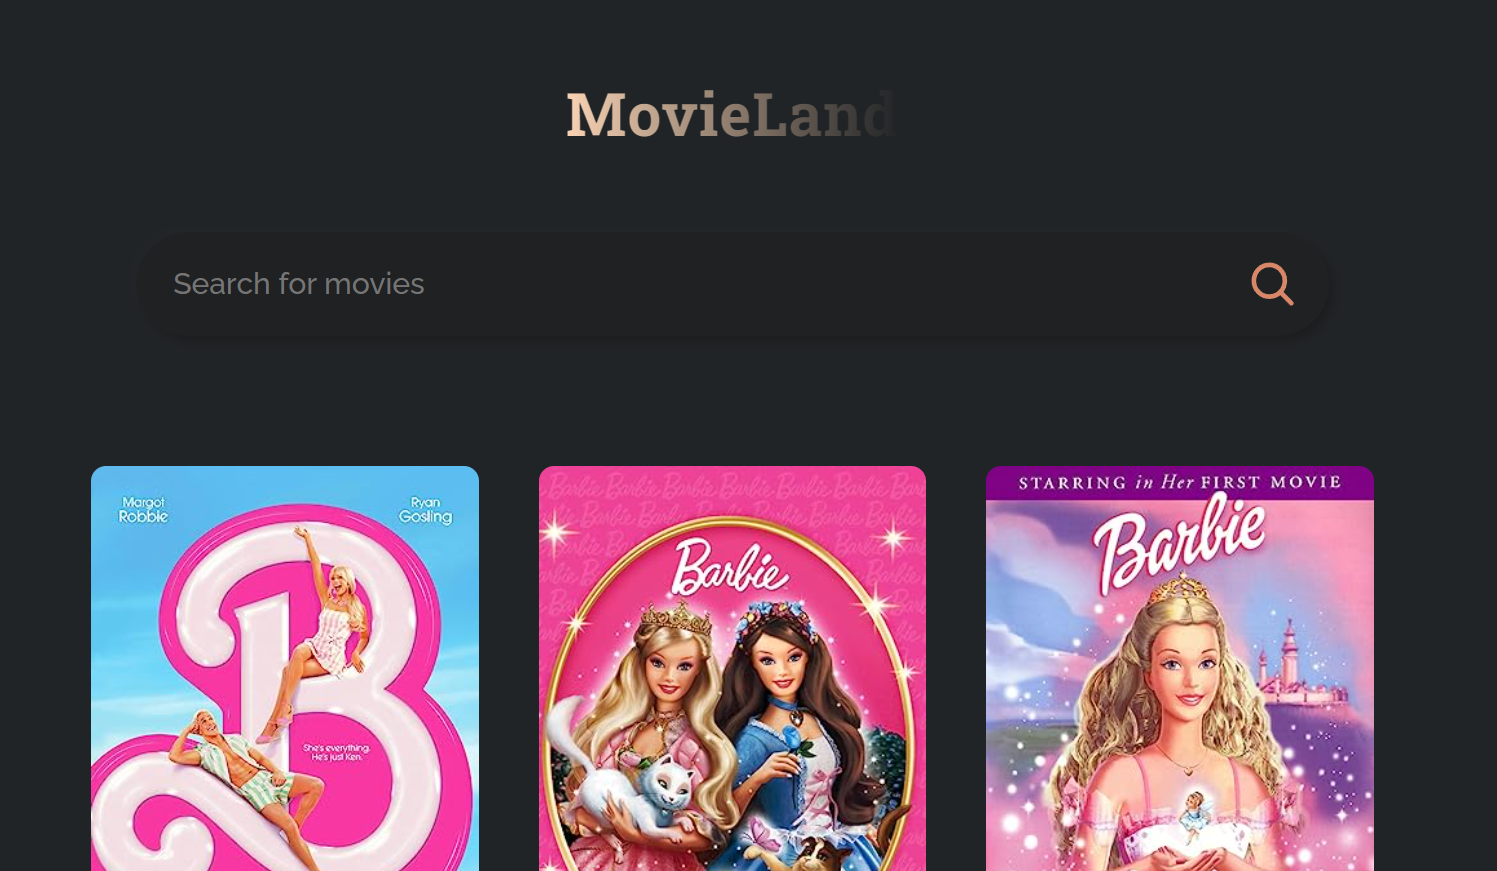 MovieLand
Search for movies
Margot
Robbie
Ryan
Gosling
She's everything.
He's just Ken.
Barbie
STARRING in Her FIRST MOVIE
Barbie